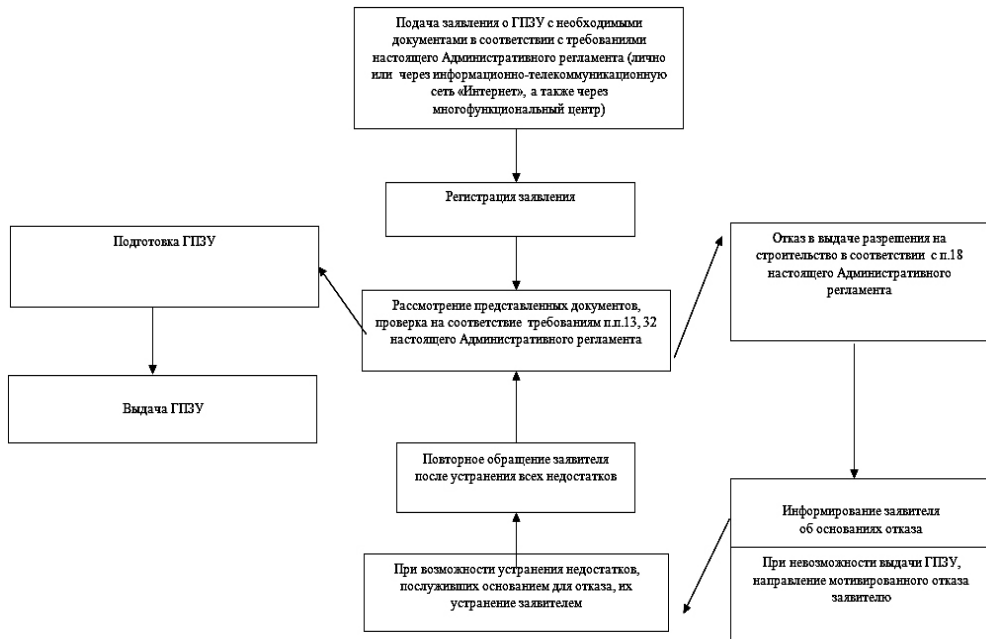 Подача заявления о ГПЗУ с необходимыми
документами в соответствии с требованиями
настоящего Административного регламента (лично
или через информационно-телекоммуникационную
сеть «Интернет», а также через
многофункциональный центр)
Регистрация заявления
Подготовка ГПЗУ
Отказ в выдаче разрешения на
строительство в соответствии с п.18
настоящего Административного
регламента
Рассмотрение представленных документов,
проверка на соответствие требованиям п.п.13, 32
настоящего Административного регламента
Выдача ГПЗУ
Повторное обращение заявителя
после устранения всех недостатков
Информирование заявителя
об основаниях отказа
При возможности устранения недостатков,
послуживших основанием для отказа, их
устранение заявителем
При невозможности выдачи ГПЗУ,
направление мотивированного отказа
заявителю